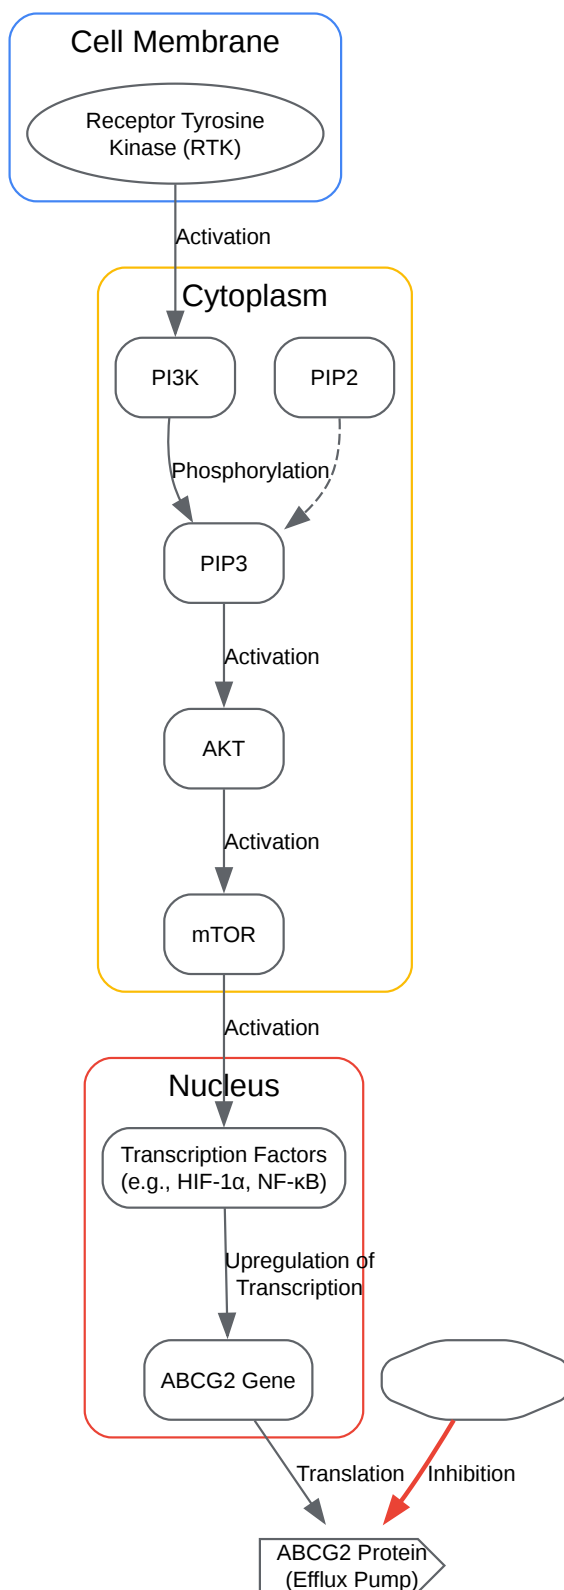 Cell Membrane
Receptor Tyrosine
Kinase (RTK)
Activation
Cytoplasm
PI3K
PIP2
Phosphorylation
PIP3
Activation
AKT
Activation
mTOR
Activation
Nucleus
Transcription Factors
(e.g., HIF-1α, NF-κB)
Upregulation of
Transcription
ABCG2 Gene
Translation
Inhibition
ABCG2 Protein
(Efflux Pump)